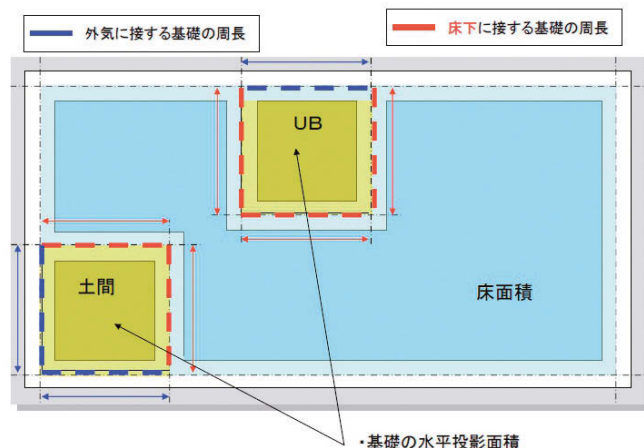 外気に接する基礎の周長
床下に接する基礎の周長
UB
土間
床面積
・基礎の水平投影面積